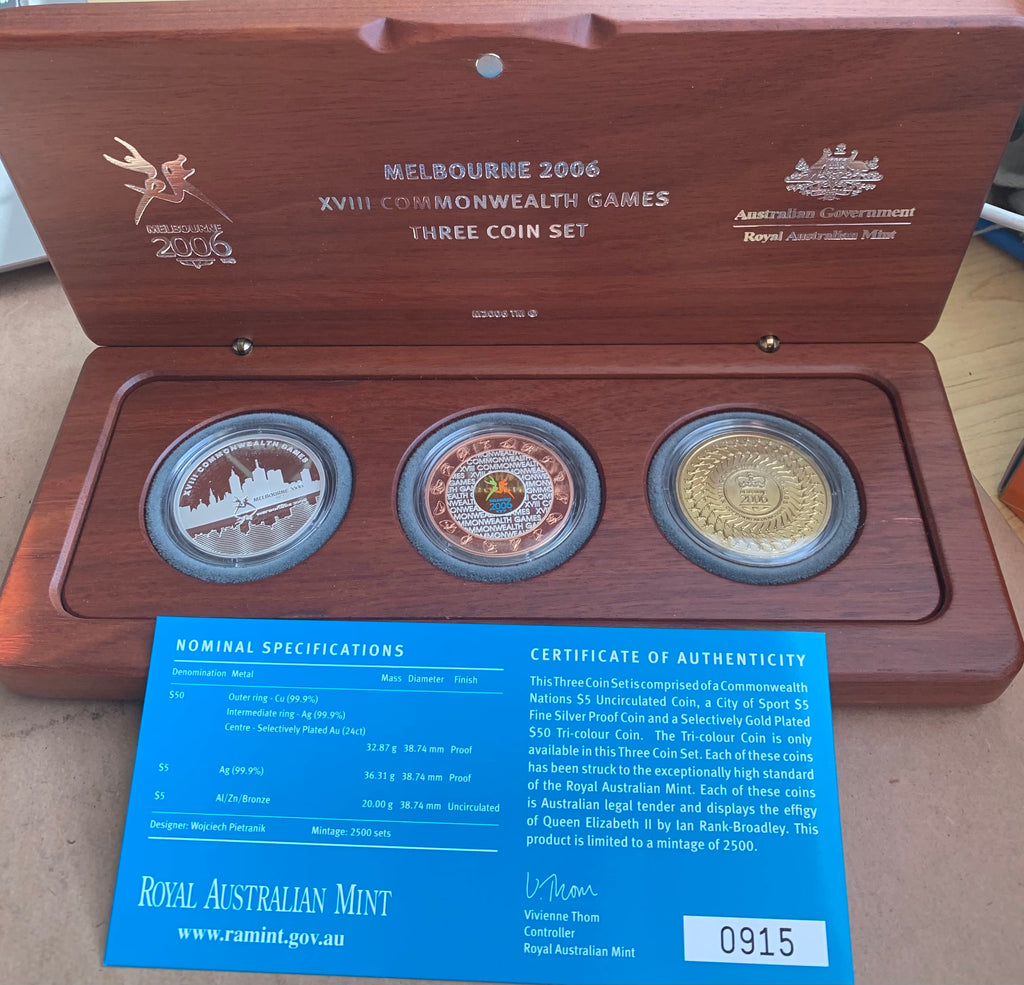 MELBOURNE 2006
XVIII COMMONWEALTH GAMES
THREE COIN SET
MELBOURNE
2006
Australian Government
Royal Australian Mint
M2006 TM ©
XVIII COMMONWEALTH GAMES
MELBOURNE 2006
XVIII COMMONWEALTH GAMES
2006
MELBOURNE
2006
NOMINAL SPECIFICATIONS
Denomination Metal Mass Diameter Finish
$50 Outer ring - Cu (99.9%)
Intermediate ring - Ag (99.9%)
Centre - Selectively Plated Au (24ct)
32.87 g 38.74 mm Proof
$5 Ag (99.9%) 36.31 g 38.74 mm Proof
$5 Al/Zn/Bronze 20.00 g 38.74 mm Uncirculated
Designer: Wojciech Pietranik Mintage: 2500 sets
ROYAL AUSTRALIAN MINT
www.ramint.gov.au
CERTIFICATE OF AUTHENTICITY
This Three Coin Set is comprised of a Commonwealth
Nations $5 Uncirculated Coin, a City of Sport $5
Fine Silver Proof Coin and a Selectively Gold Plated
$50 Tri-colour Coin. The Tri-colour Coin is only
available in this Three Coin Set. Each of these coins
has been struck to the exceptionally high standard
of the Royal Australian Mint. Each of these coins
is Australian legal tender and displays the effigy
of Queen Elizabeth II by Ian Rank-Broadley. This
product is limited to a mintage of 2500.
V. Thom
Vivienne Thom
Controller
Royal Australian Mint
0915